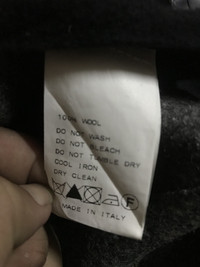 100% WOOL
DO NOT WASH
DO NOT BLEACH
DO NOT TUMBLE DRY
COOL IRON
DRY CLEAN
F
MADE IN ITALY